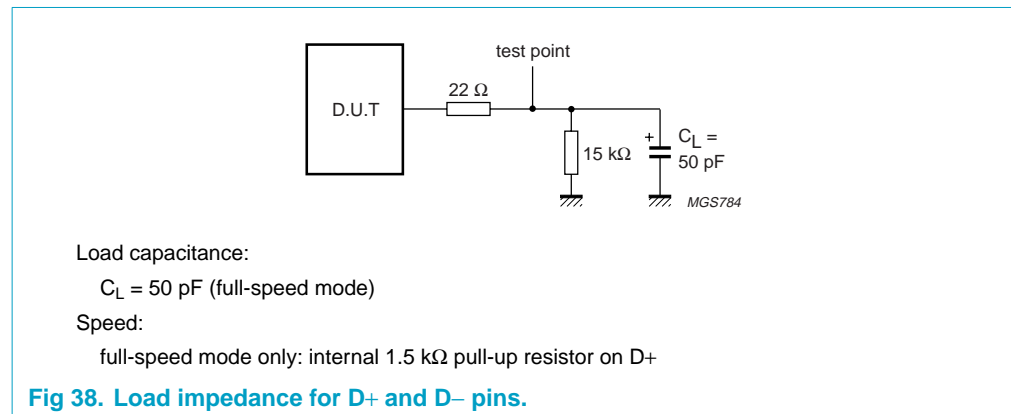 test point
22 Ω
D.U.T
15 kΩ
+
C_L =
50 pF
MGS784
Load capacitance:
C_L = 50 pF (full-speed mode)
Speed:
full-speed mode only: internal 1.5 kΩ pull-up resistor on D+
Fig 38. Load impedance for D+ and D− pins.